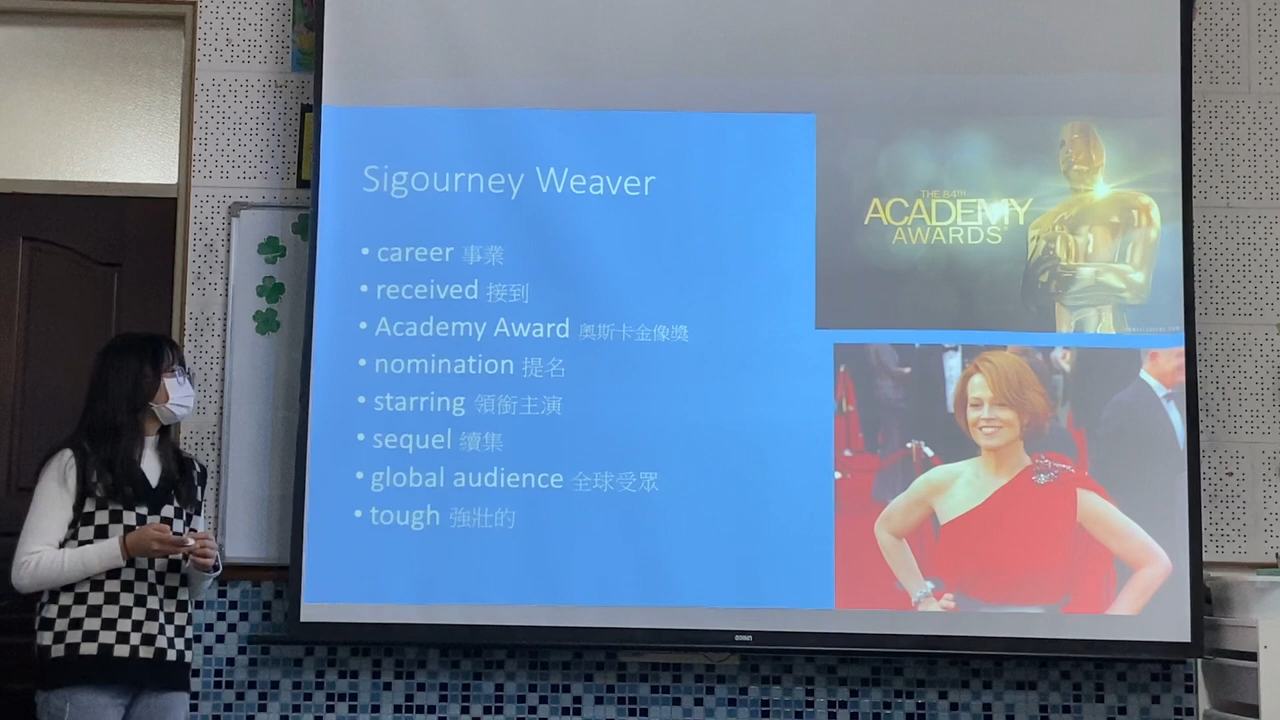 Sigourney Weaver
• career 事業
• received 接到
• Academy Award 奧斯卡金像獎
• nomination 提名
• starring 領銜主演
• sequel 續集
• global audience 全球受眾
• tough 強壯的
THE 84TH
ACADEMY
AWARDS